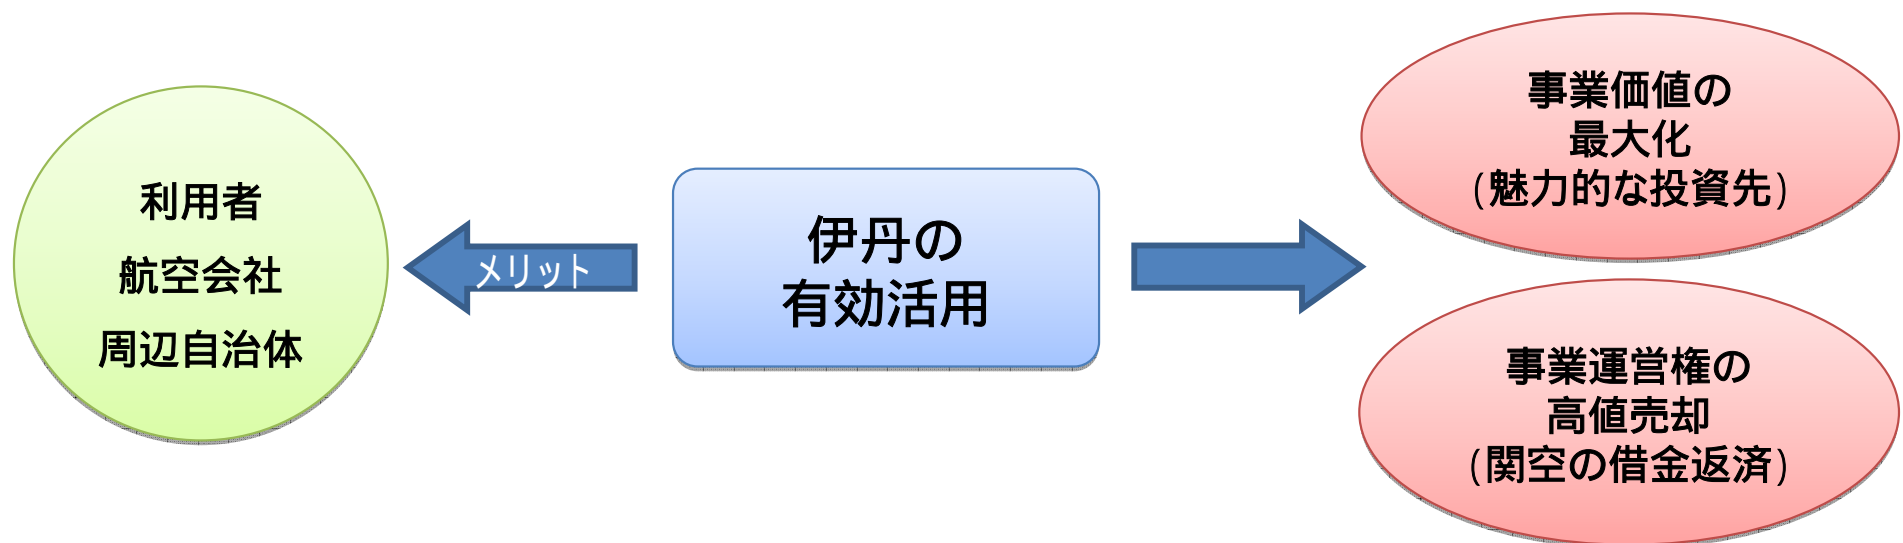 利用者
航空会社
周辺自治体
メリット
伊丹の
有効活用
事業価値の
最大化
(魅力的な投資先)
事業運営権の
高値売却
(関空の借金返済)